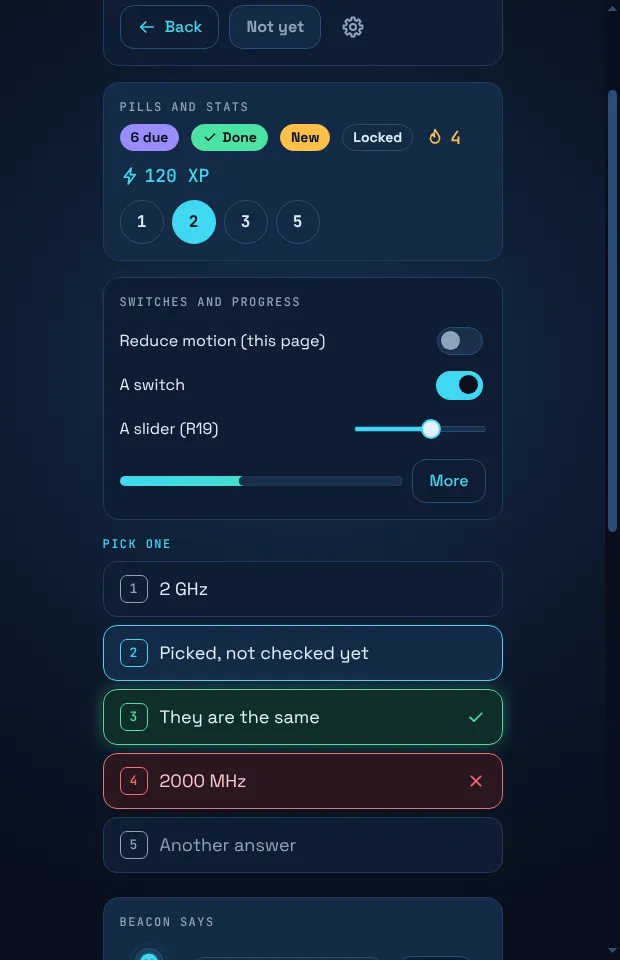 Back Not yet
PILLS AND STATS
6 due Done New Locked 4
120 XP
1 2 3 5
SWITCHES AND PROGRESS
Reduce motion (this page)
A switch
A slider (R19)
More
PICK ONE
1 2 GHz
2 Picked, not checked yet
3 They are the same
4 2000 MHz
5 Another answer
BEACON SAYS